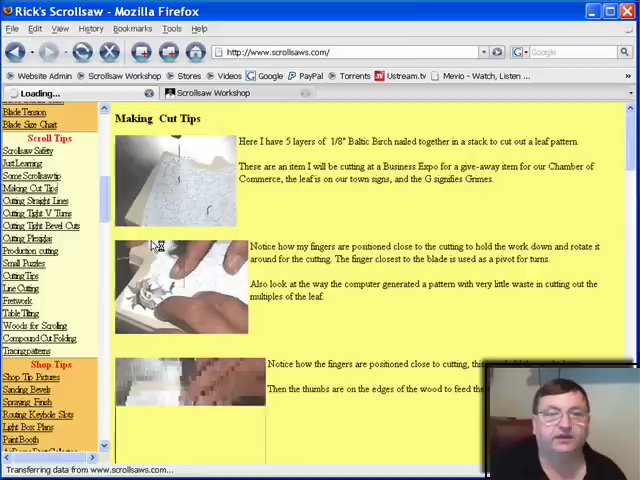 Rick's Scrollsaw - Mozilla Firefox
File Edit View History Bookmarks Tools Help
http://www.scrollsaws.com/
Google
Website Admin Scrollsaw Workshop Stores Videos Google PayPal Torrents Ustream.tv Mevio - Watch, Listen ...
Loading... Scrollsaw Workshop
Blade Tension
Blade Size Chart
Scroll Tips
Scrollsaw Safety
Just Learning
Some Scrollsaw tip
Making Cut Tips
Cutting Straight Lines
Cutting Tight V Turns
Cutting Tight Bevel Cuts
Cutting Plexiglas
Production cutting
Small Puzzles
Cutting Tips
Line Cutting
Fretwork
Tall Tilting
Woods for Scrolling
Compound Cut Folding
Tracing patterns
Shop Tips
Shop Tip Pictures
Sanding Bevels
Spraying Finish
Routing Keyhole Slots
Light Box Plans
Paint Booth
Making Cut Tips
Here I have 5 layers of 1/8" Baltic Birch nailed together in a stack to cut out a leaf pattern.
These are an item I will be cutting at a Business Expo for a give-away item for our Chamber of
Commerce, the leaf is on our town signs, and the G signifies Grimes.
Notice how my fingers are positioned close to the cutting to hold the work down and rotate it
around for the cutting. The finger closest to the blade is used as a pivot for turns.
Also look at the way the computer generated a pattern with very little waste in cutting out the
multiples of the leaf.
Notice how the fingers are positioned close to cutting,
Then the thumbs are on the edges of the wood to feed the
Transferring data from www.scrollsaws.com...